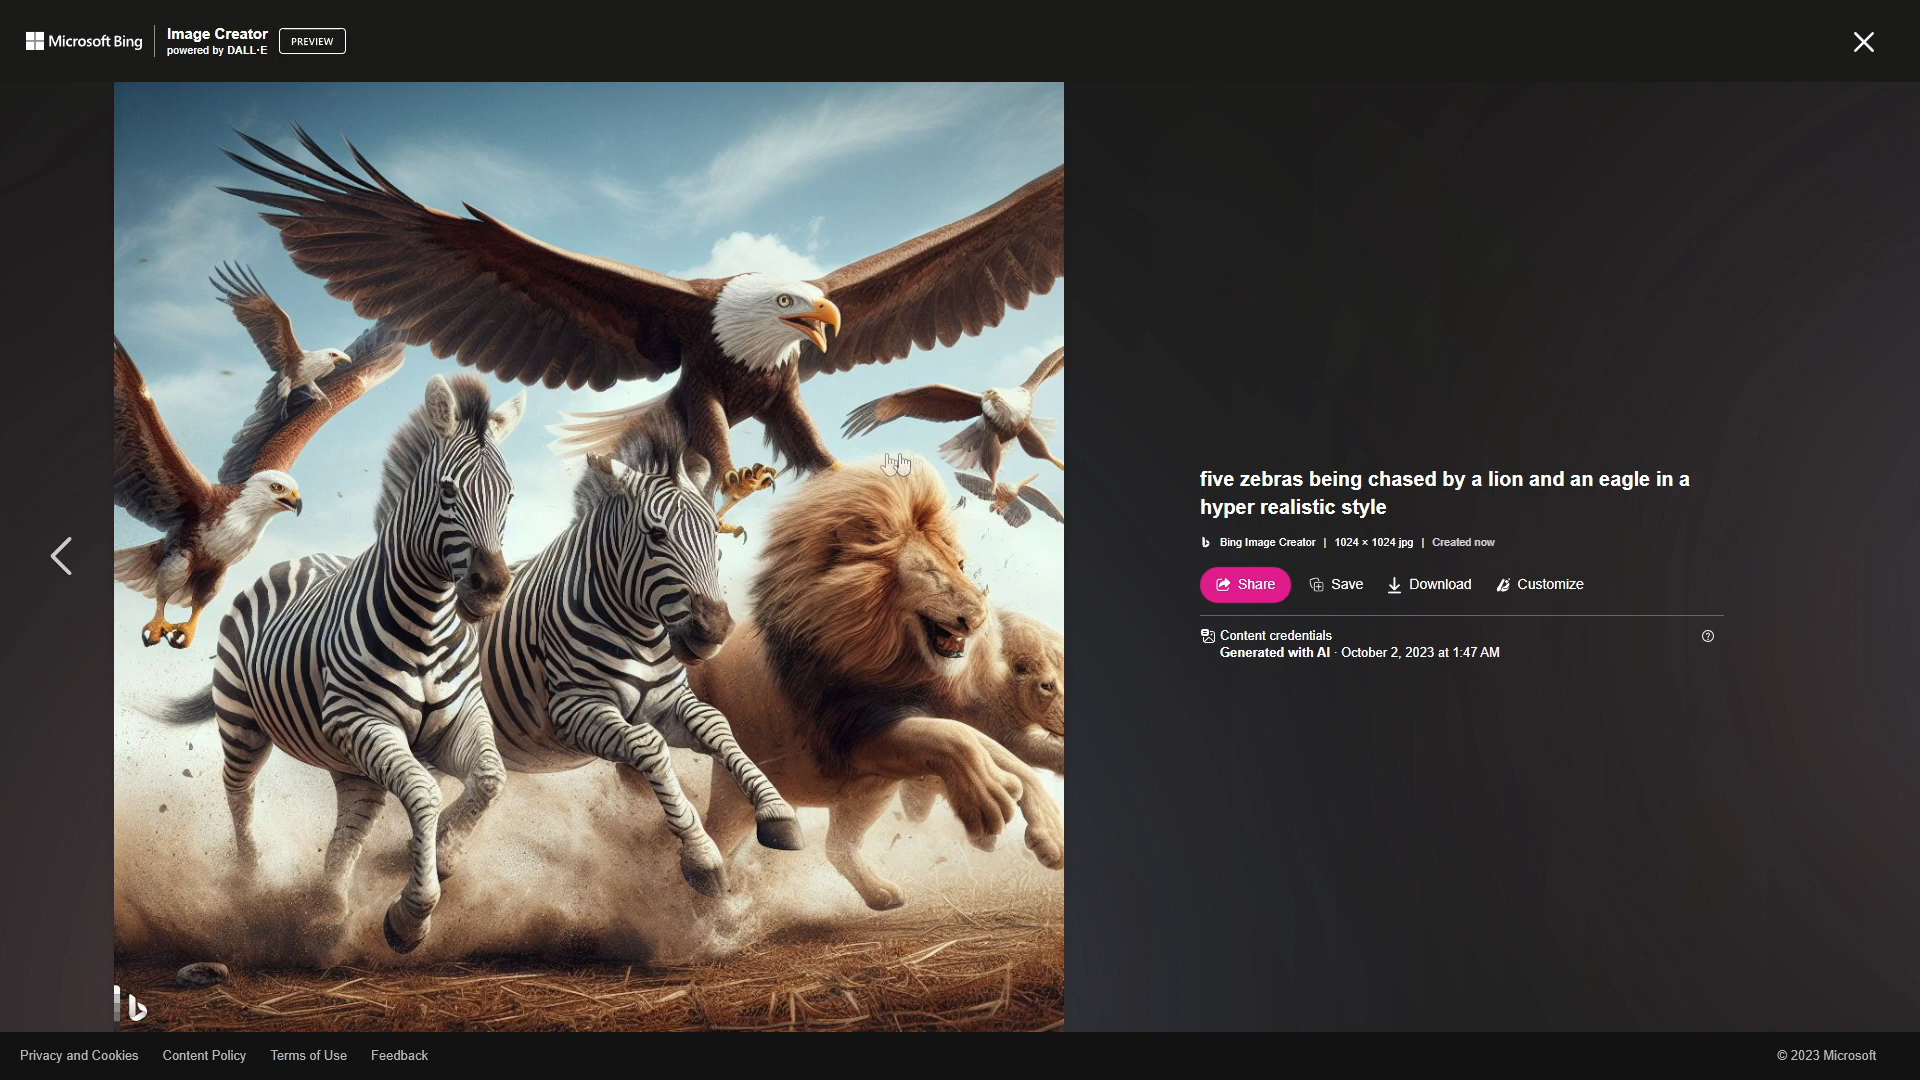 Microsoft Bing
Image Creator
powered by DALL·E
PREVIEW
five zebras being chased by a lion and an eagle in a
hyper realistic style
Bing Image Creator | 1024 × 1024 jpg | Created now
Share Save Download Customize
Content credentials
Generated with AI · October 2, 2023 at 1:47 AM
Privacy and Cookies Content Policy Terms of Use Feedback
© 2023 Microsoft